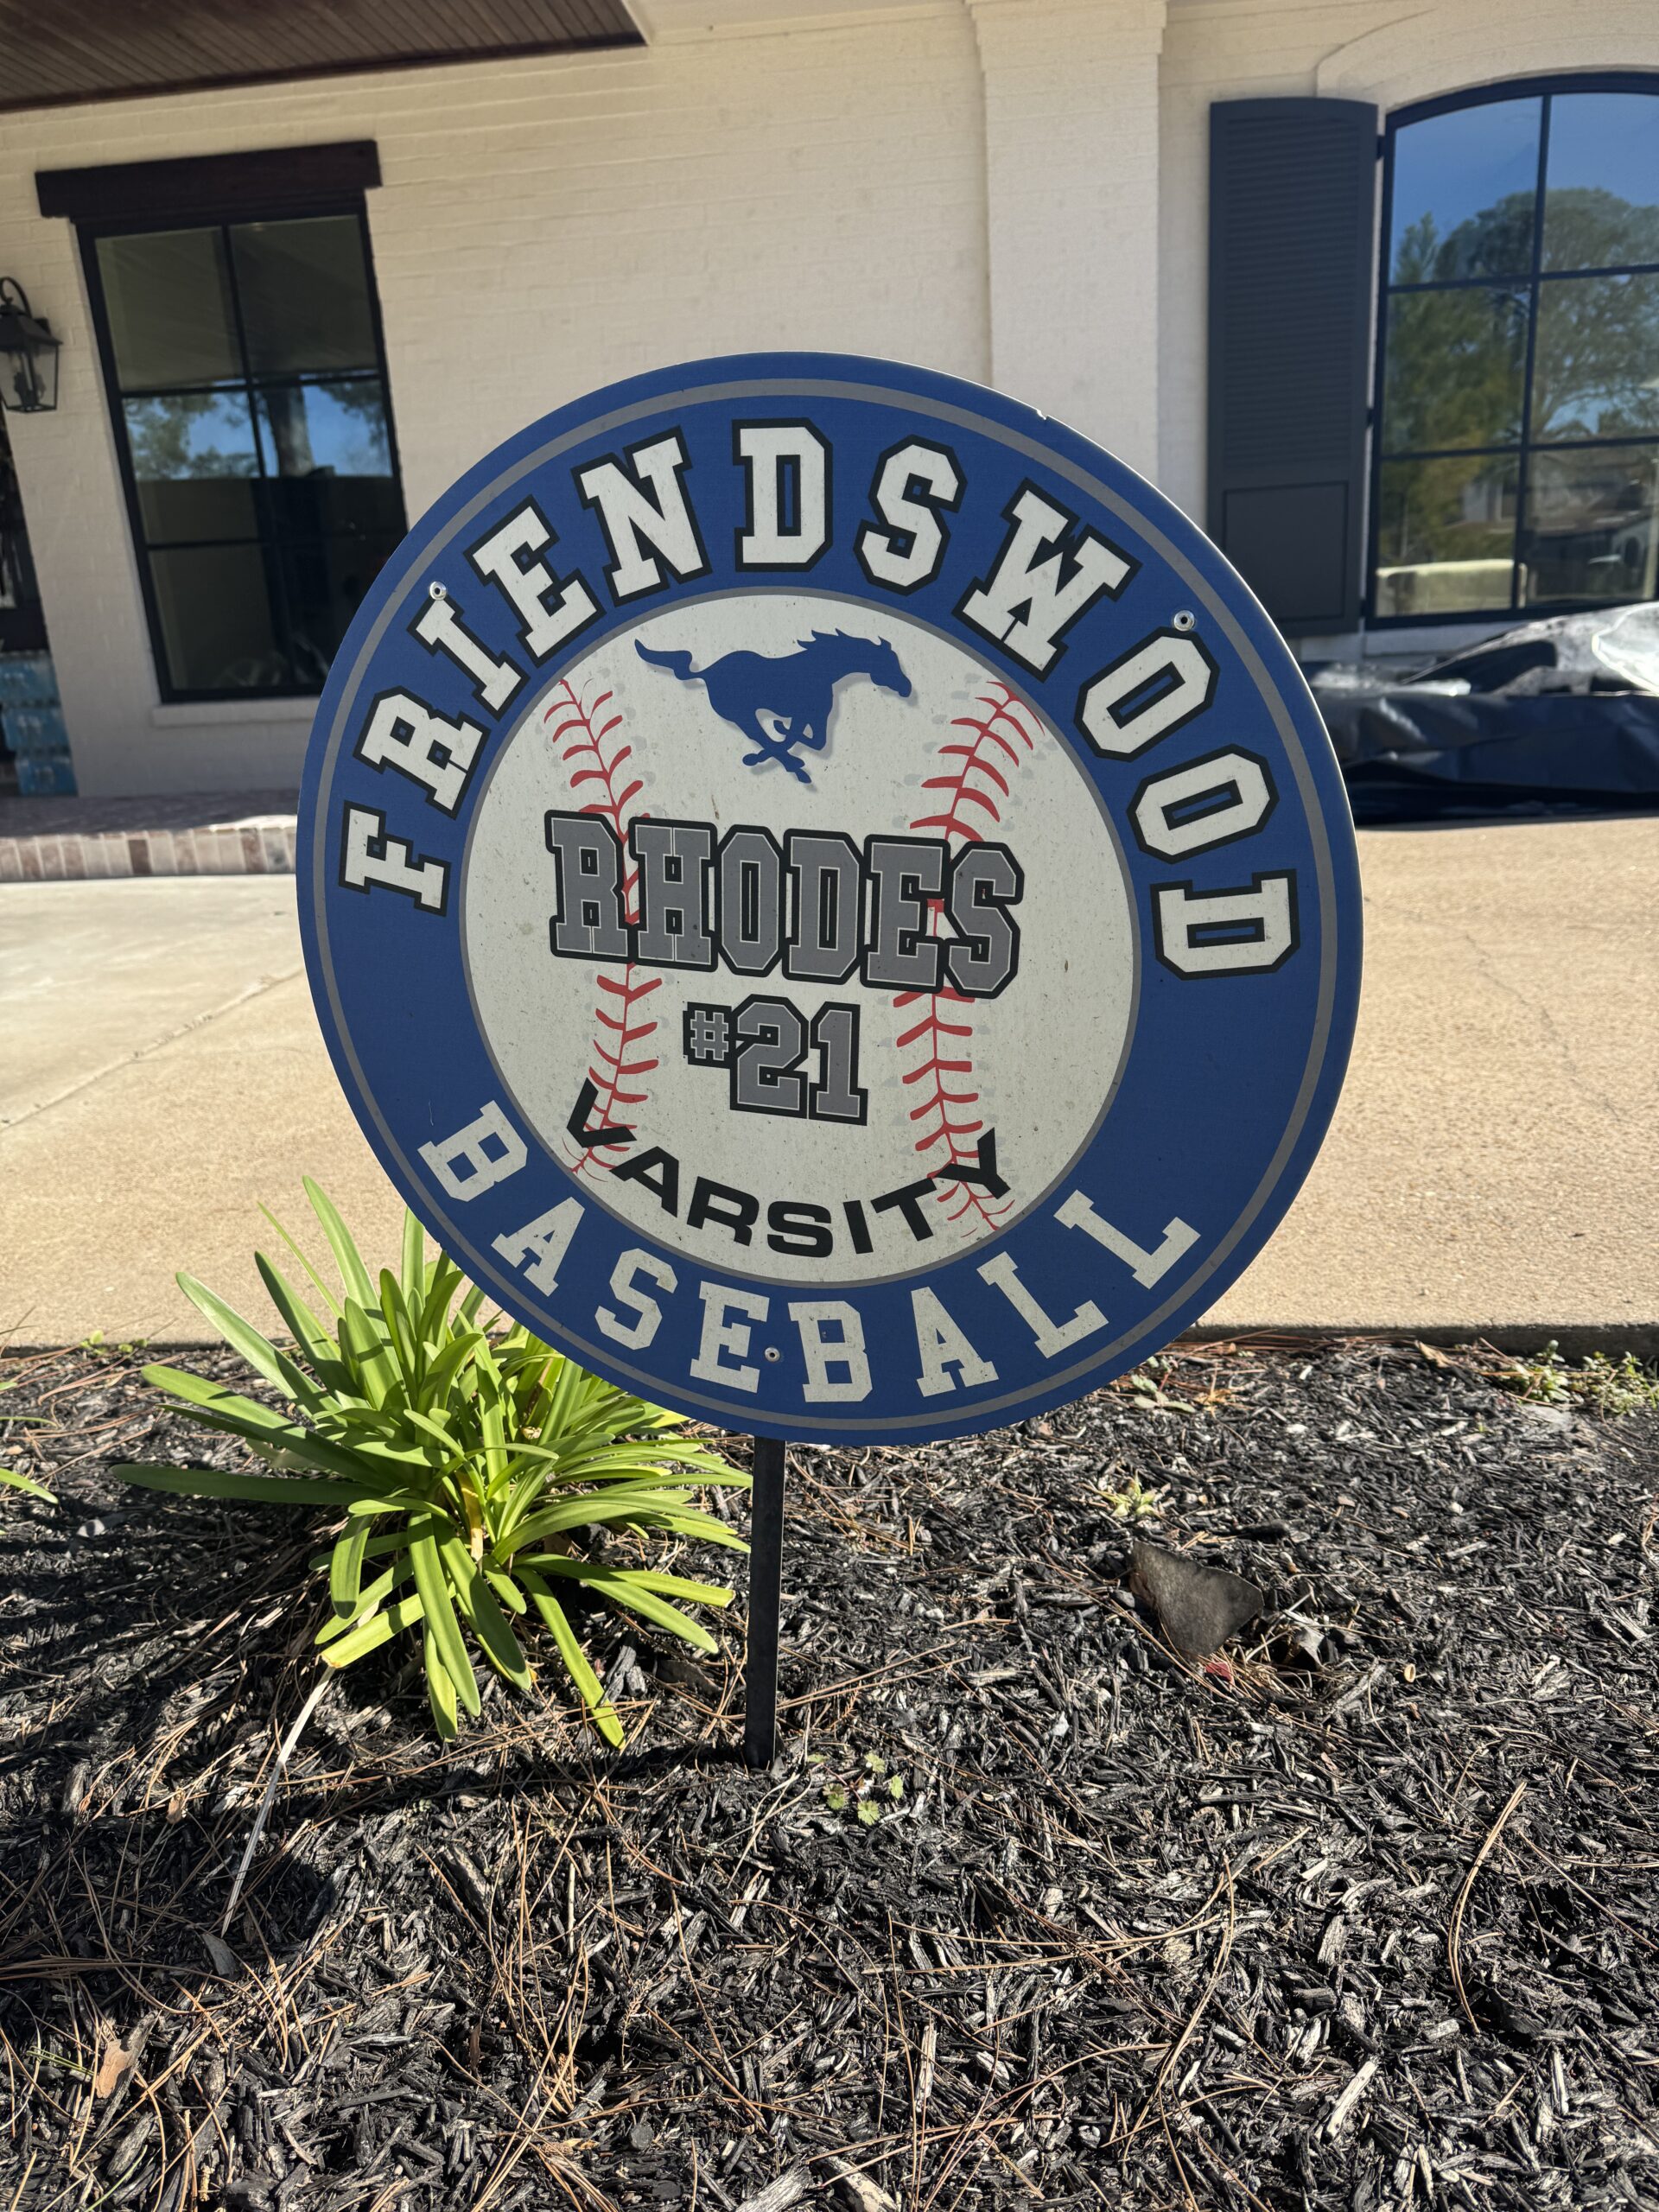 FRIENDSWOOD
RHODES
#21
VARSITY
BASEBALL